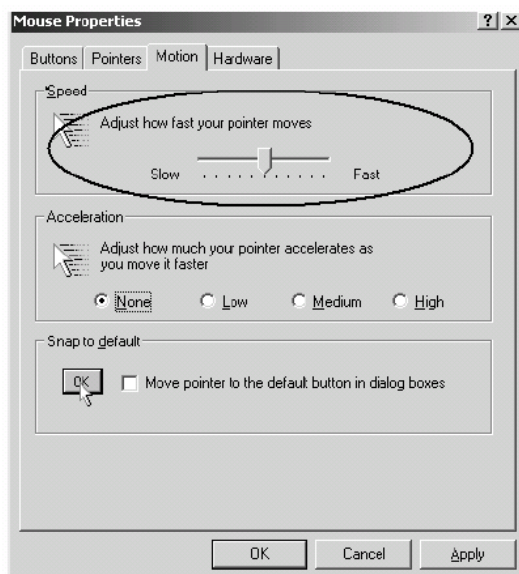 Mouse Properties
? X
Buttons Pointers Motion Hardware
Speed
Adjust how fast your pointer moves
Slow Fast
Acceleration
Adjust how much your pointer accelerates as
you move it faster
None Low Medium High
Snap to default
OK Move pointer to the default button in dialog boxes
OK Cancel Apply